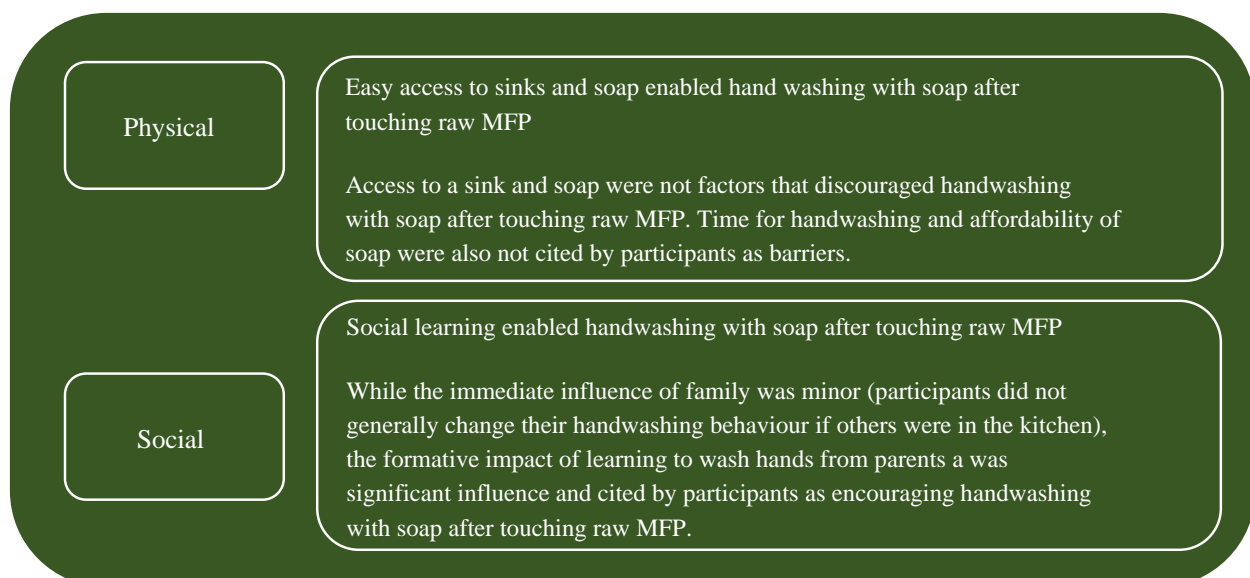 Physical
Easy access to sinks and soap enabled hand washing with soap after
touching raw MFP
Access to a sink and soap were not factors that discouraged handwashing
with soap after touching raw MFP. Time for handwashing and affordability of
soap were also not cited by participants as barriers.
Social
Social learning enabled handwashing with soap after touching raw MFP
While the immediate influence of family was minor (participants did not
generally change their handwashing behaviour if others were in the kitchen),
the formative impact of learning to wash hands from parents a was
significant influence and cited by participants as encouraging handwashing
with soap after touching raw MFP.